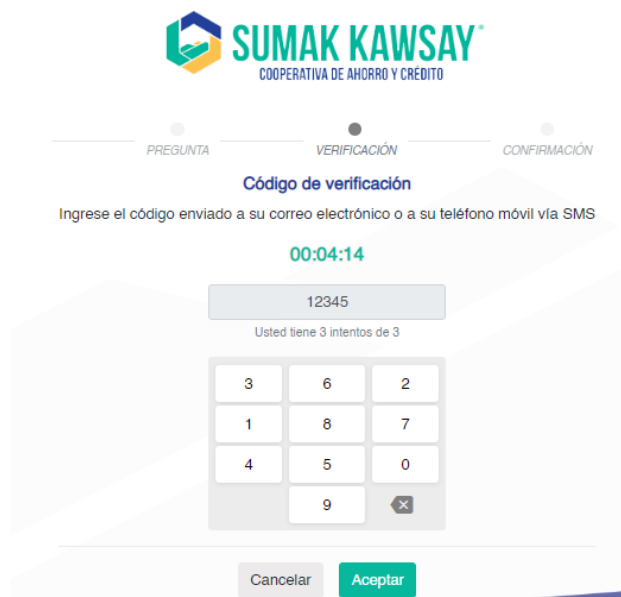 SUMAK KAWSAY
COOPERATIVA DE AHORRO Y CRÉDITO
PREGUNTA VERIFICACIÓN CONFIRMACIÓN
Código de verificación
Ingrese el código enviado a su correo electrónico o a su teléfono móvil vía SMS
00:04:14
12345
Usted tiene 3 intentos de 3
3 6 2
1 8 7
4 5 0
9
Cancelar Aceptar